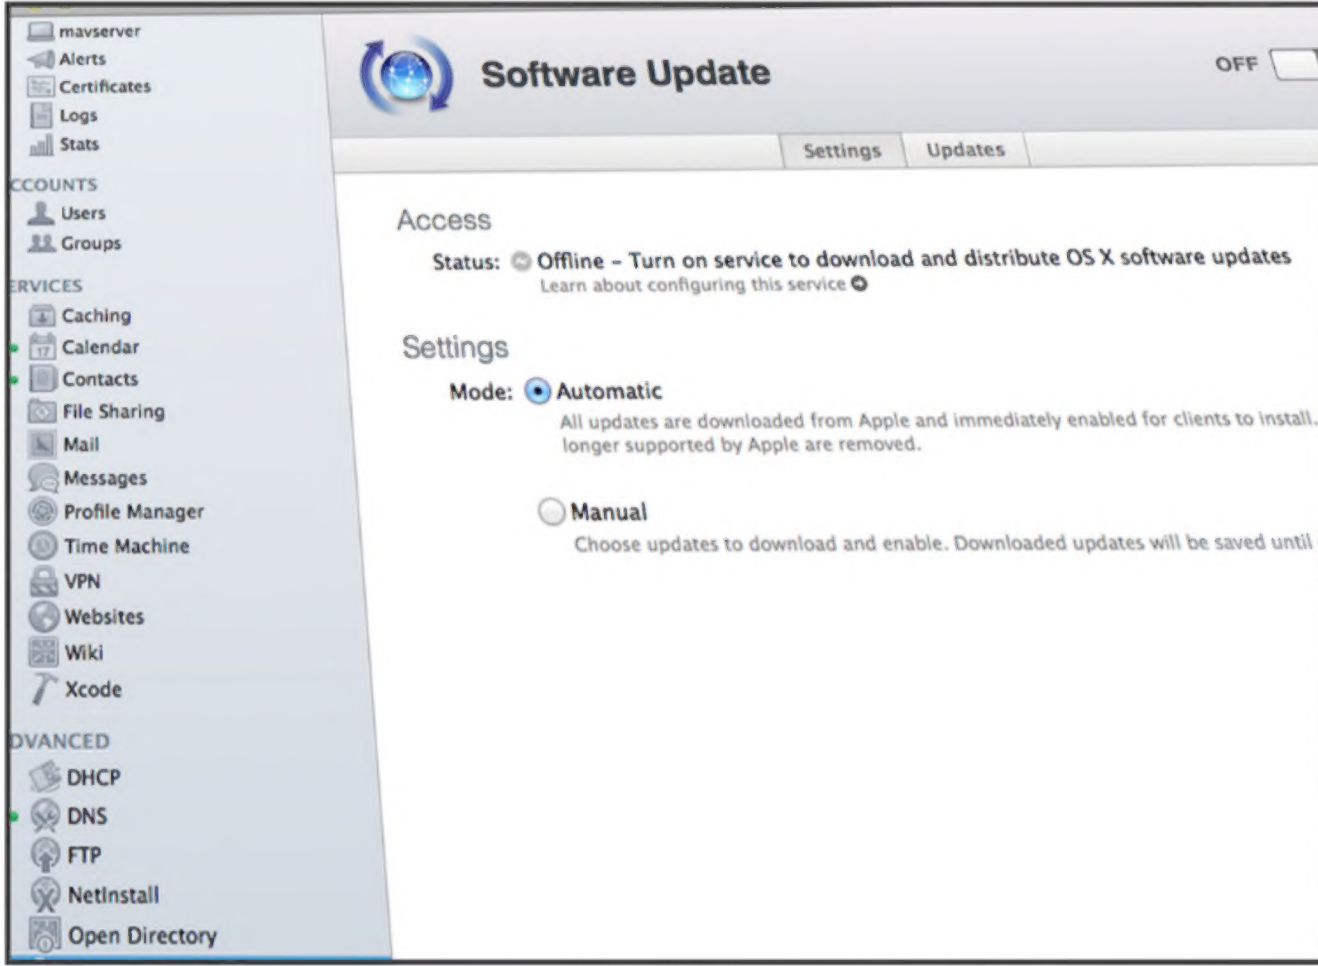 mavserver
Alerts
Certificates
Logs
Stats
CCOUNTS
Users
Groups
ERVICES
Caching
17
Calendar
Contacts
File Sharing
Mail
Messages
Profile Manager
Time Machine
VPN
Websites
Wiki
Xcode
DVANCED
DHCP
DNS
FTP
NetInstall
Open Directory
Software Update
OFF
Settings
Updates
Access
Status: Offline – Turn on service to download and distribute OS X software updates
Learn about configuring this service
Settings
Mode: Automatic
All updates are downloaded from Apple and immediately enabled for clients to install.
longer supported by Apple are removed.
Manual
Choose updates to download and enable. Downloaded updates will be saved until